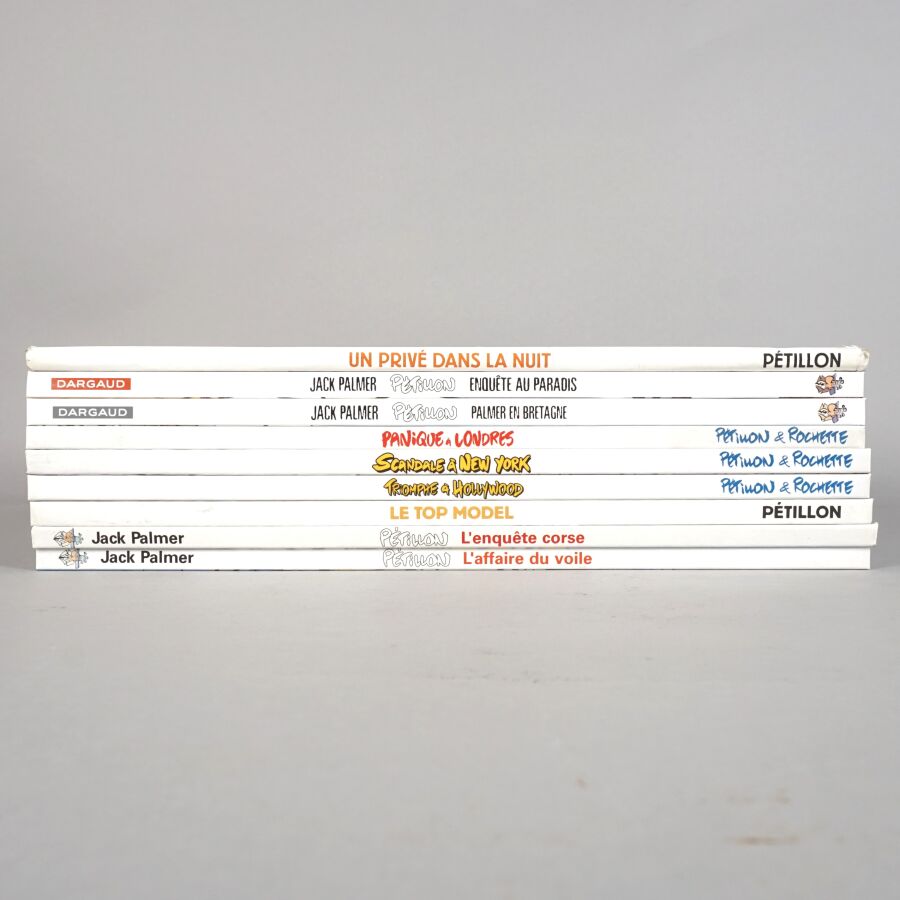 UN PRIVÉ DANS LA NUIT PÉTILLON
DARGAUD JACK PALMER PÉTILLON ENQUÊTE AU PARADIS
DARGAUD JACK PALMER PÉTILLON PALMER EN BRETAGNE
PANIQUE A LONDRES PÉTILLON & ROCHETTE
SCANDALE À NEW YORK PÉTILLON & ROCHETTE
TRIOMPHE À HOLLYWOOD PÉTILLON & ROCHETTE
LE TOP MODEL PÉTILLON
Jack Palmer PÉTILLON L'enquête corse
Jack Palmer PÉTILLON L'affaire du voile